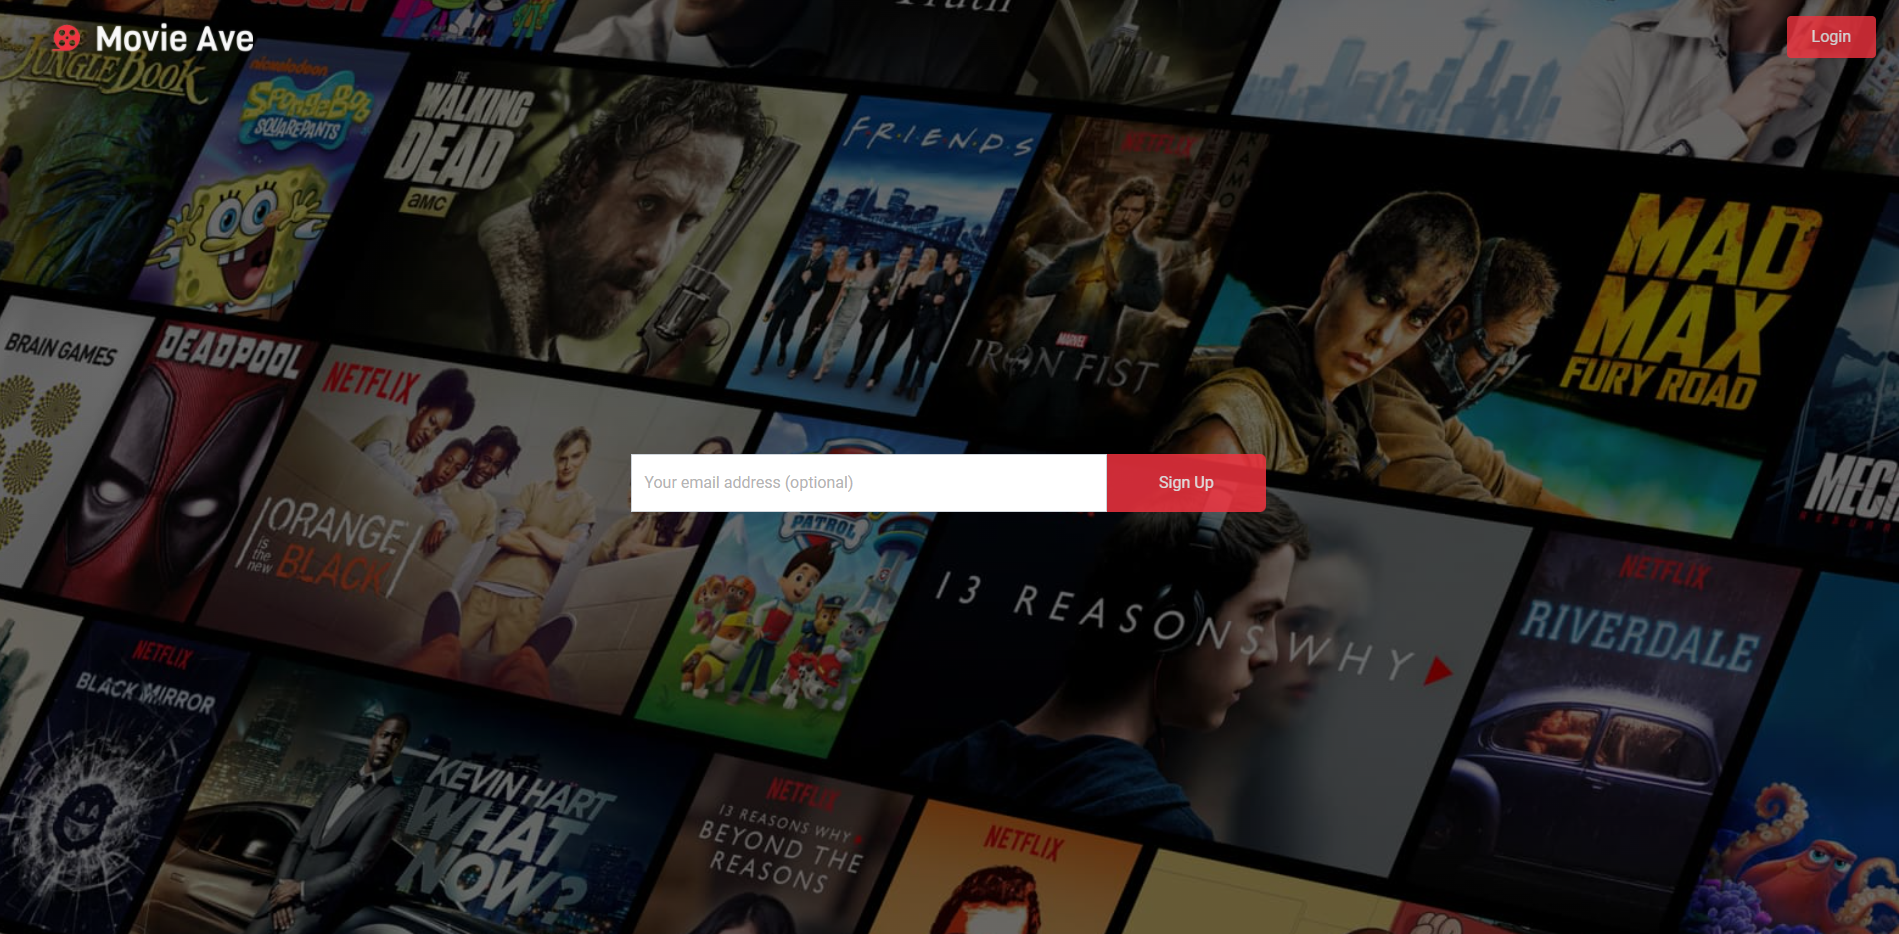 Movie Ave
Login
JUNGLE BOOK
nickelodeon
SpongeBob
SQUAREPANTS
THE
WALKING
DEAD
aMC
F·R·I·E·N·D·S
NETFLIX
MARVEL
IRON FIST
MAD
MAX
FURY ROAD
BRAIN GAMES
DEADPOOL
NETFLIX
ORANGE
is
the
new
BLACK
Your email address (optional)
Sign Up
PATROL
13 REASONS WHY
NETFLIX
RIVERDALE
NETFLIX
BLACK MIRROR
KEVIN HART
WHAT
NOW?
NETFLIX
13 REASONS WHY
BEYOND THE
REASONS
NETFLIX